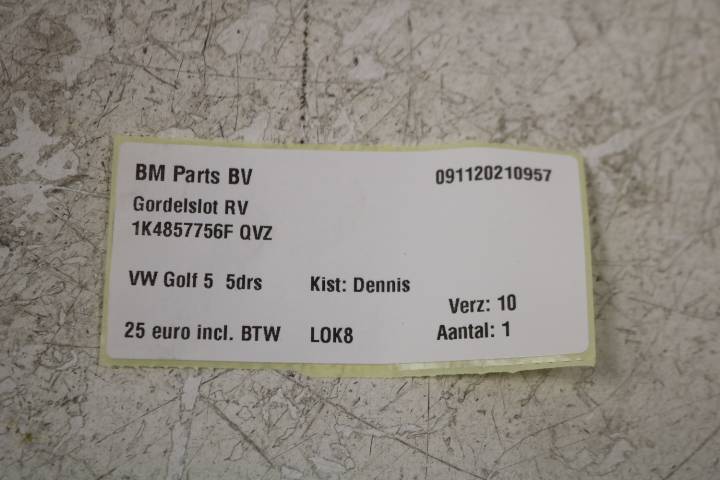 BM Parts BV 091120210957
Gordelslot RV
1K4857756F QVZ
VW Golf 5 5drs Kist: Dennis
Verz: 10
25 euro incl. BTW LOK8 Aantal: 1